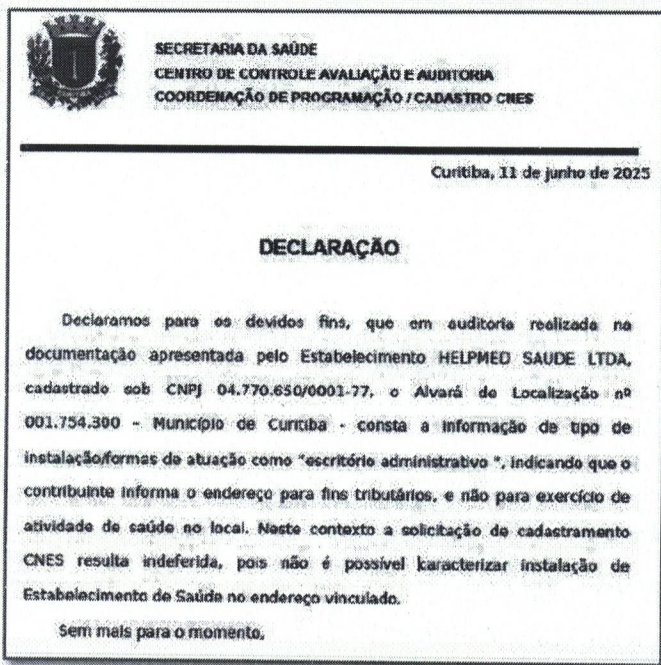 SECRETARIA DA SAÚDE
CENTRO DE CONTROLE AVALIAÇÃO E AUDITORIA
COORDENAÇÃO DE PROGRAMAÇÃO / CADASTRO CNES
Curitiba, 11 de junho de 2025
DECLARAÇÃO
Declaramos para os devidos fins, que em auditoria realizada na
documentação apresentada pelo Estabelecimento HELPMED SAUDE LTDA,
cadastrado sob CNPJ 04.770.650/0001-77, o Alvará de Localização nº
001.754.300 – Município de Curitiba - consta a informação de tipo de
instalação/formas de atuação como "escritório administrativo ", indicando que o
contribuinte informa o endereço para fins tributários, e não para exercício de
atividade de saúde no local. Neste contexto a solicitação de cadastramento
CNES resulta indeferida, pois não é possível karacterizar instalação de
Estabelecimento de Saúde no endereço vinculado.
Sem mais para o momento,